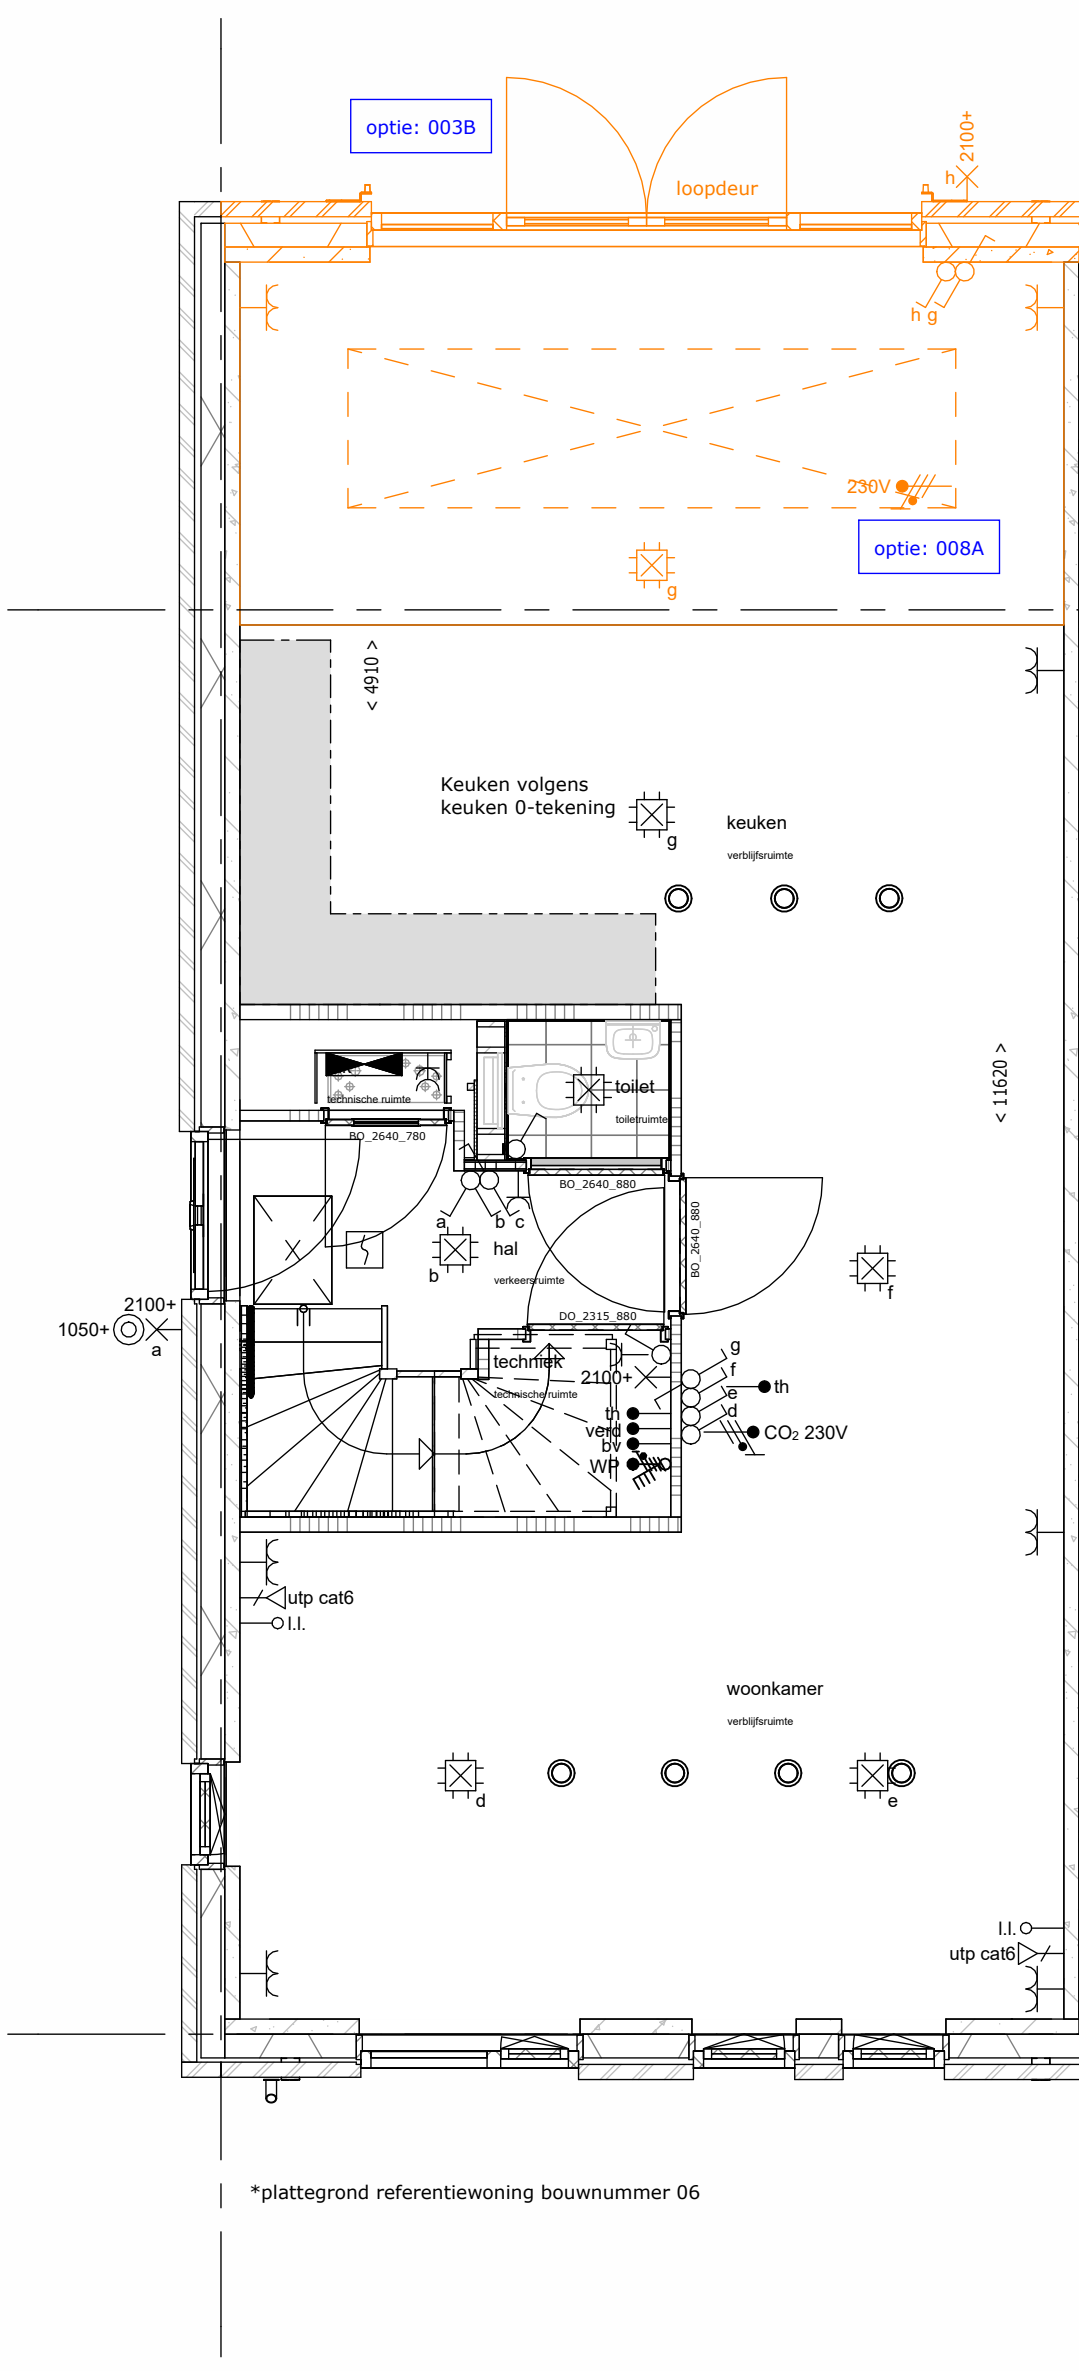 optie: 003B
loopdeur
2100+
h
h g
230V
optie: 008A
g
< 4910 >
Keuken volgens
keuken 0-tekening
g
keuken
verblijfsruimte
< 11620 >
toilet
toiletruimte
technische ruimte
BO_2640_780
BO_2640_880
BO_2640_880
a b c
hal
verkeersruimte
b
f
2100+
1050+
a
DO_2315_880
techniek
technische ruimte
2100+
g
f
e
d
th
CO₂ 230V
th
verd
bv
WP
utp cat6
l.l.
woonkamer
verblijfsruimte
d
e
l.l.
utp cat6
*plattegrond referentiewoning bouwnummer 06